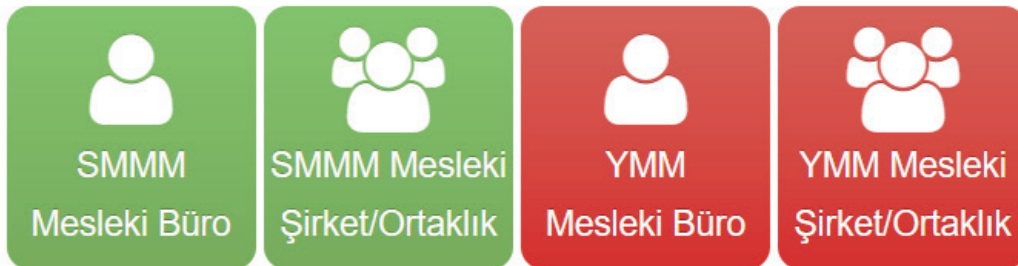 SMMM
Mesleki Büro
SMMM Mesleki
Şirket/Ortaklık
YMM
Mesleki Büro
YMM Mesleki
Şirket/Ortaklık